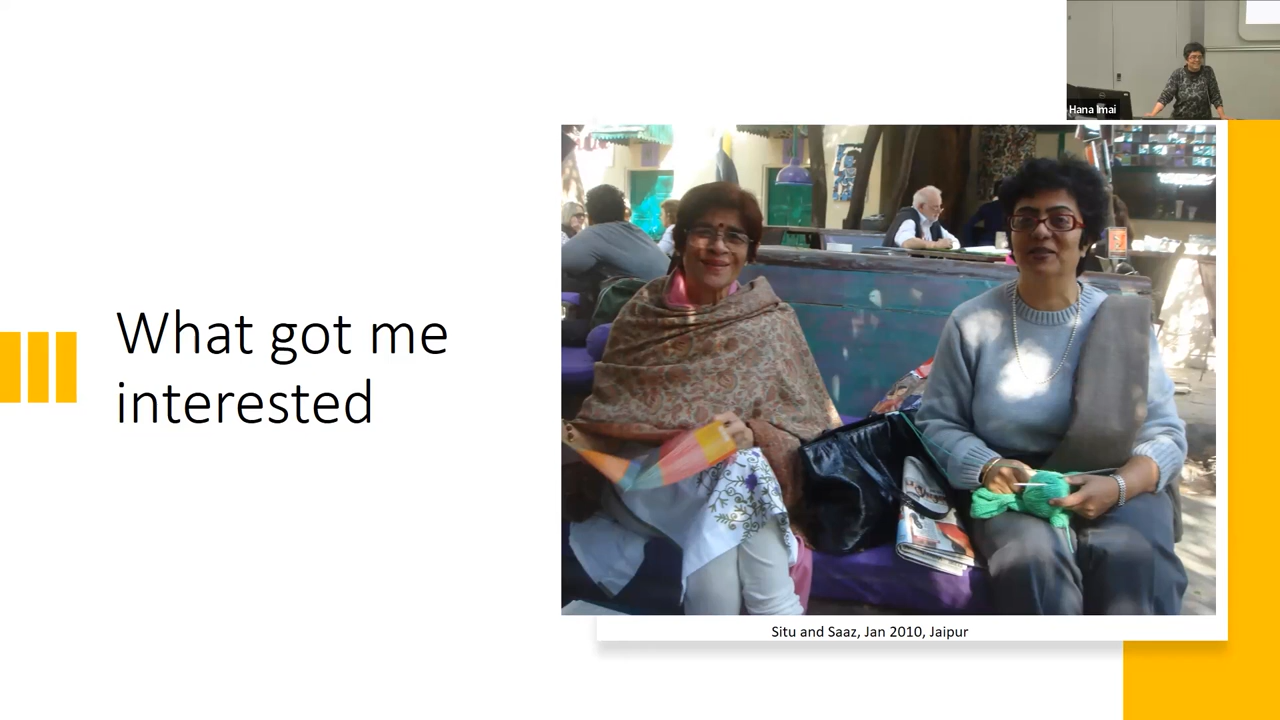 Hana Imai
What got me
interested
Situ and Saaz, Jan 2010, Jaipur